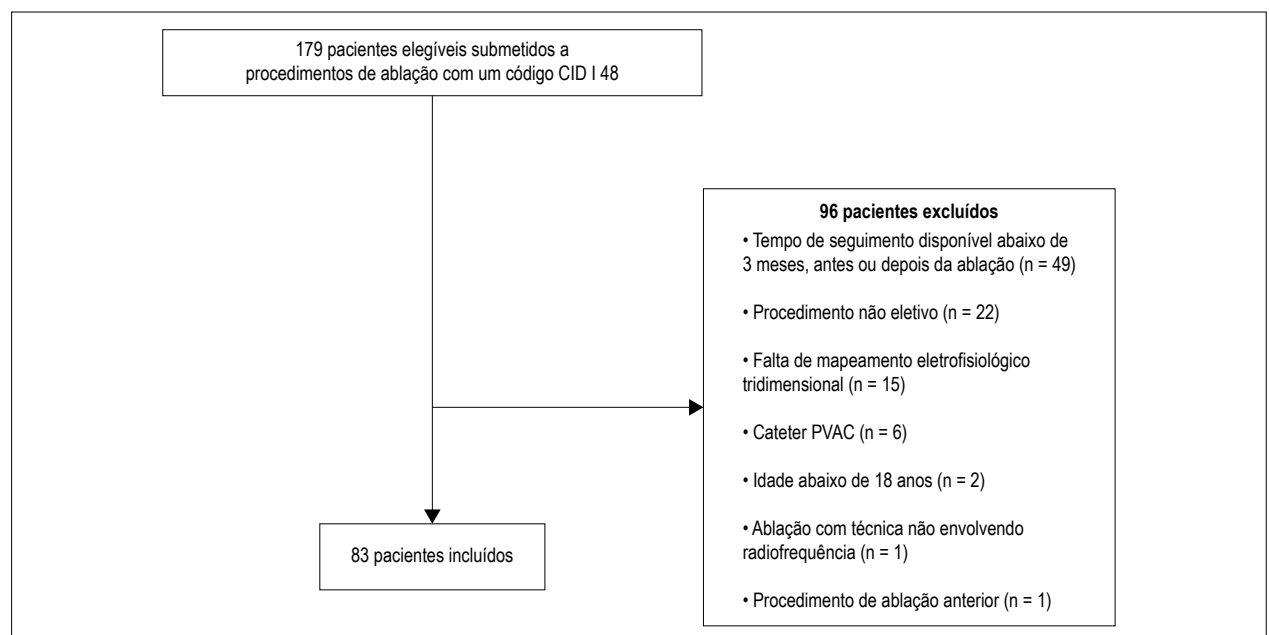 179 pacientes elegíveis submetidos a
procedimentos de ablação com um código CID I 48
96 pacientes excluídos
• Tempo de seguimento disponível abaixo de
3 meses, antes ou depois da ablação (n = 49)
• Procedimento não eletivo (n = 22)
• Falta de mapeamento eletrofisiológico
tridimensional (n = 15)
• Cateter PVAC (n = 6)
• Idade abaixo de 18 anos (n = 2)
• Ablação com técnica não envolvendo
radiofrequência (n = 1)
• Procedimento de ablação anterior (n = 1)
83 pacientes incluídos